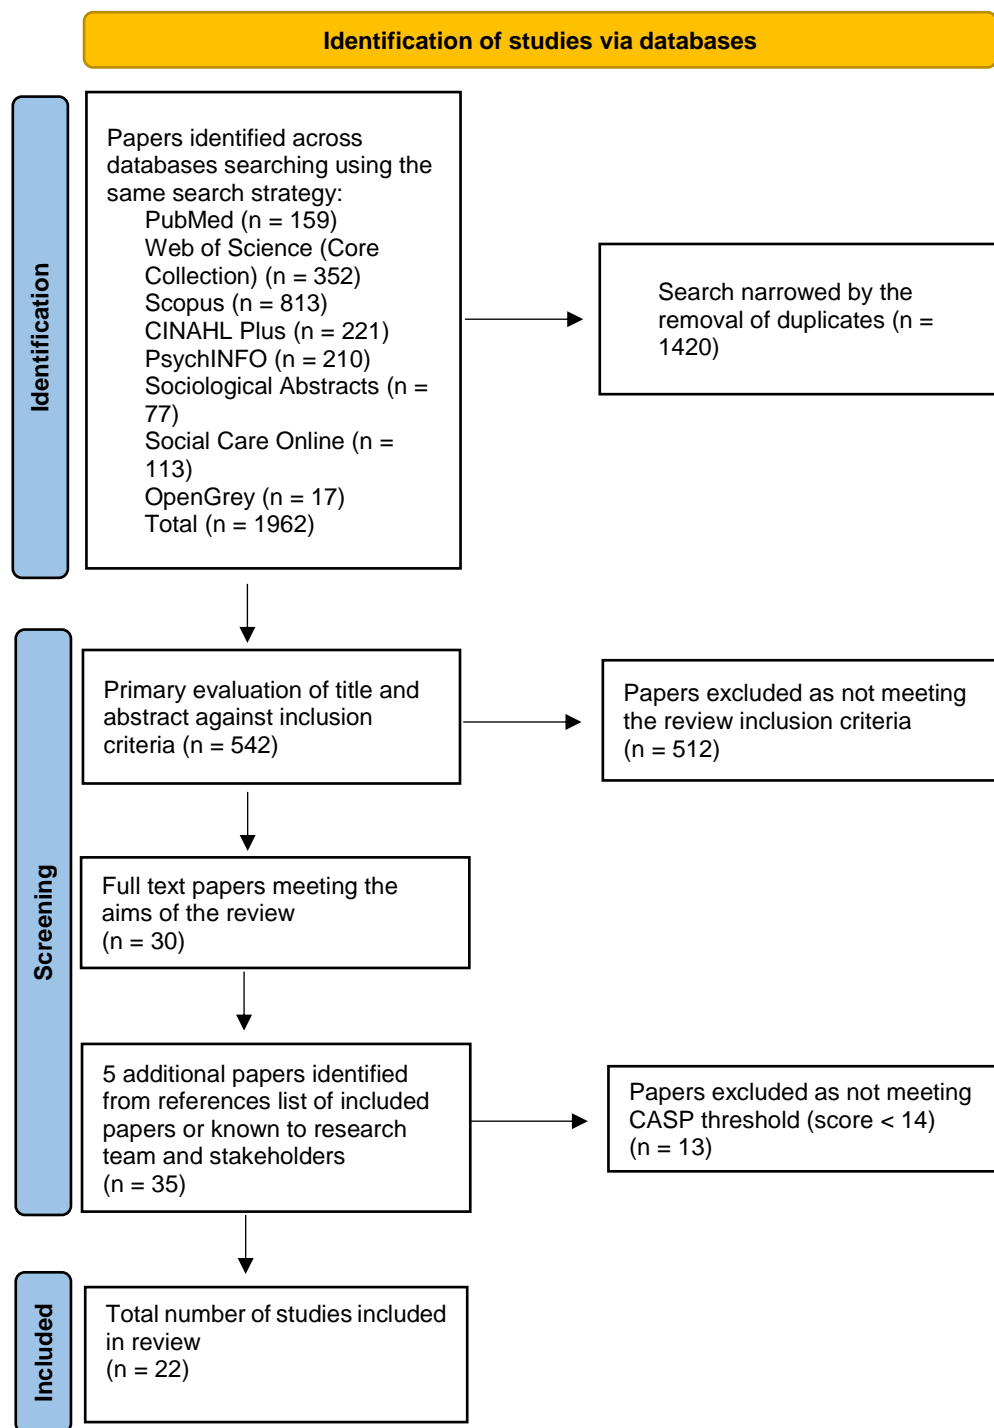 Identification of studies via databases
Identification
Papers identified across
databases searching using the
same search strategy:
PubMed (n = 159)
Web of Science (Core
Collection) (n = 352)
Scopus (n = 813)
CINAHL Plus (n = 221)
PsychINFO (n = 210)
Sociological Abstracts (n =
77)
Social Care Online (n =
113)
OpenGrey (n = 17)
Total (n = 1962)
Search narrowed by the
removal of duplicates (n =
1420)
Screening
Primary evaluation of title and
abstract against inclusion
criteria (n = 542)
Papers excluded as not meeting
the review inclusion criteria
(n = 512)
Full text papers meeting the
aims of the review
(n = 30)
5 additional papers identified
from references list of included
papers or known to research
team and stakeholders
(n = 35)
Papers excluded as not meeting
CASP threshold (score < 14)
(n = 13)
Included
Total number of studies included
in review
(n = 22)